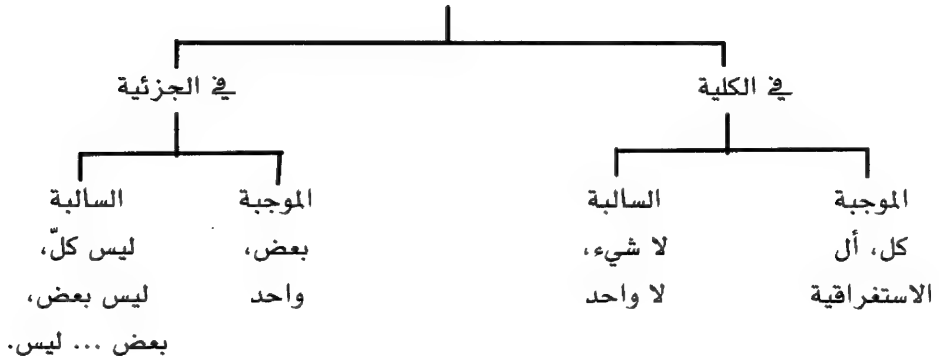 في الكلية
في الجزئية
الموجبة
كل، أل
الاستغراقية
السالبة
لا شيء،
لا واحد
الموجبة
بعض،
واحد
السالبة
ليس كلّ،
ليس بعض،
بعض ... ليس.